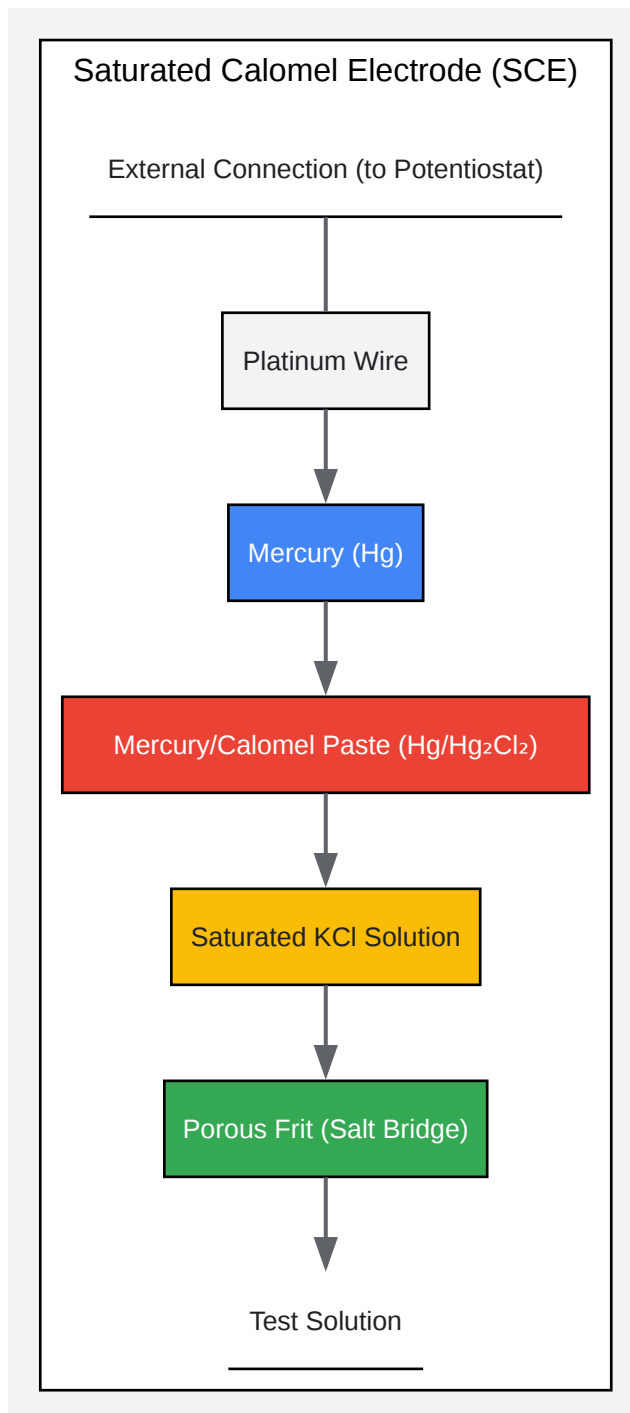 Saturated Calomel Electrode (SCE)
External Connection (to Potentiostat)
Platinum Wire
Mercury (Hg)
Mercury/Calomel Paste (Hg/Hg₂Cl₂)
Saturated KCl Solution
Porous Frit (Salt Bridge)
Test Solution